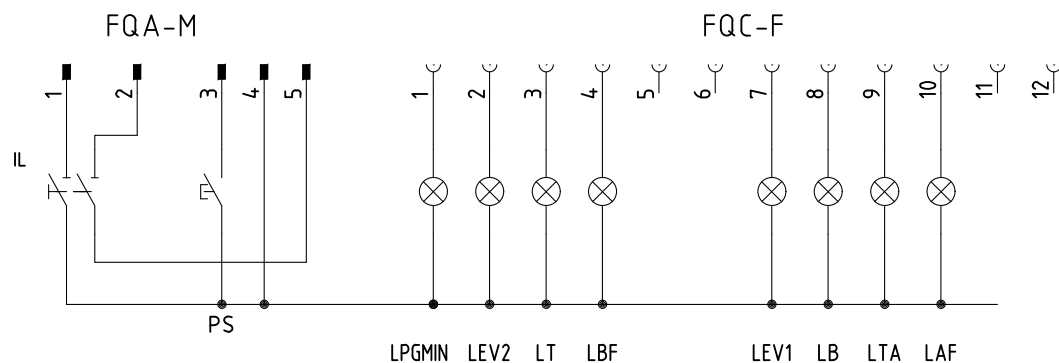 FQA-M FQC-F
1 2 3 4 5 1 2 3 4 5 6 7 8 9 10 11 12
IL
PS
LPGMIN LEV2 LT LBF LEV1 LB LTA LAF